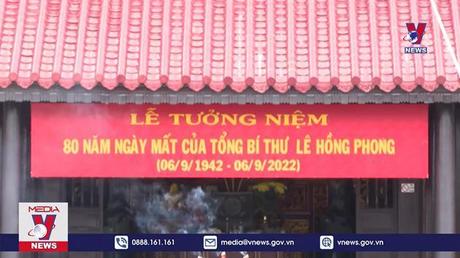 V
NEWS
LỄ TƯỞNG NIỆM
80 NĂM NGÀY MẤT CỦA TỔNG BÍ THƯ LÊ HỒNG PHONG
(06/9/1942 - 06/9/2022)
MEDIA
V
NEWS
0888.161.161
media@vnews.gov.vn
vnews.gov.vn